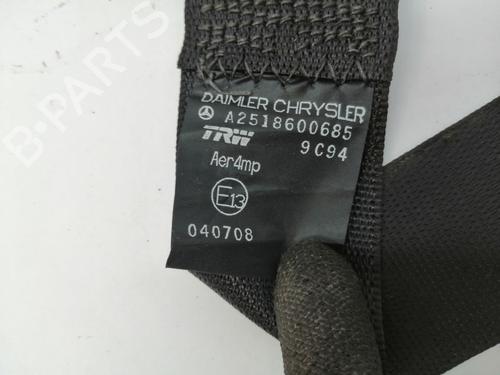 B-PARTS
DAIMLER CHRYSLER
A2518600685
TRW 9C94
Aer4mp
E13
040708